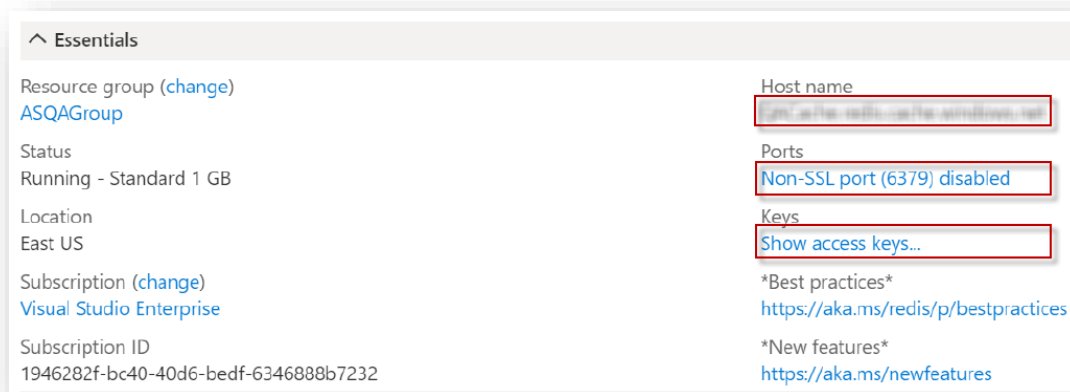 Essentials
Resource group (change)
ASQAGroup
Status
Running - Standard 1 GB
Location
East US
Subscription (change)
Visual Studio Enterprise
Subscription ID
1946282f-bc40-40d6-bedf-6346888b7232
Host name
Ports
Non-SSL port (6379) disabled
Keys
Show access keys...
*Best practices*
https://aka.ms/redis/p/bestpractices
*New features*
https://aka.ms/newfeatures